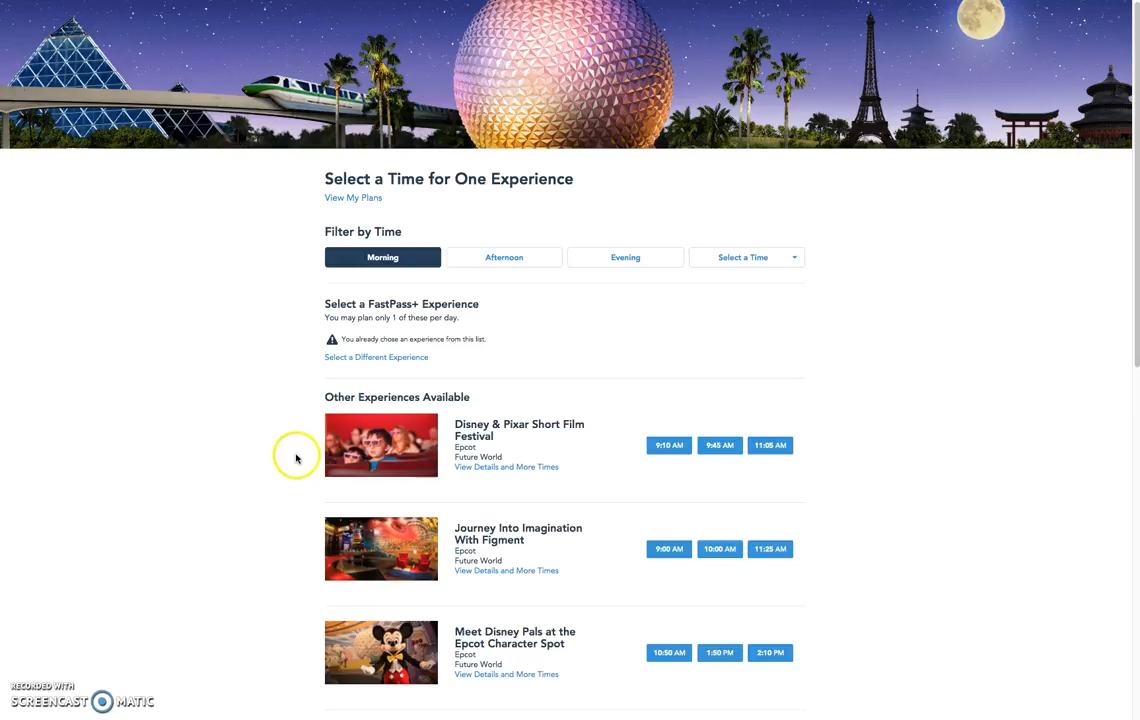 Select a Time for One Experience
View My Plans
Filter by Time
Morning
Afternoon
Evening
Select a Time
Select a FastPass+ Experience
You may plan only 1 of these per day.
You already chose an experience from this list.
Select a Different Experience
Other Experiences Available
Disney & Pixar Short Film
Festival
Epcot
Future World
View Details and More Times
9:10 AM
9:45 AM
11:05 AM
Journey Into Imagination
With Figment
Epcot
Future World
View Details and More Times
9:00 AM
10:00 AM
11:25 AM
Meet Disney Pals at the
Epcot Character Spot
Epcot
Future World
View Details and More Times
10:50 AM
1:50 PM
2:10 PM
RECORDED WITH
SCREENCAST MATIC